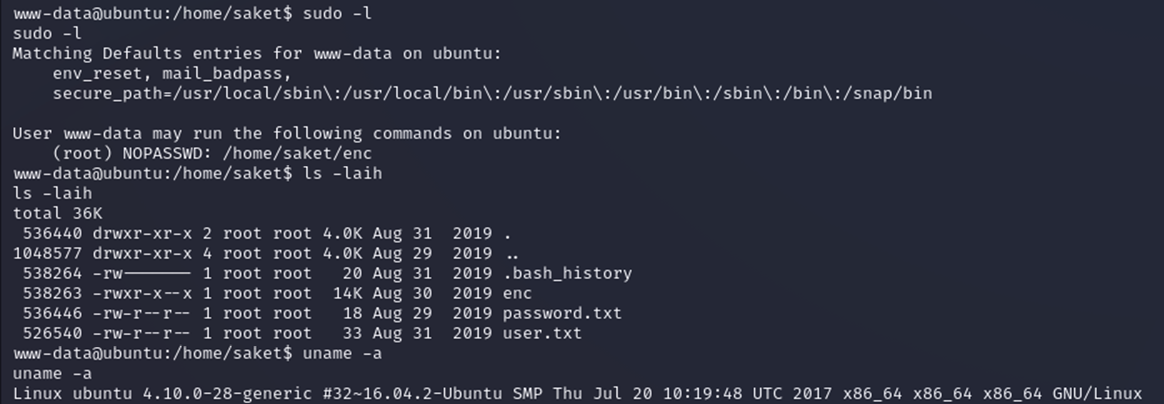 www-data@ubuntu:/home/saket$ sudo -l
sudo -l
Matching Defaults entries for www-data on ubuntu:
    env_reset, mail_badpass,
    secure_path=/usr/local/sbin\:/usr/local/bin\:/usr/sbin\:/usr/bin\:/sbin\:/bin\:/snap/bin

User www-data may run the following commands on ubuntu:
    (root) NOPASSWD: /home/saket/enc
www-data@ubuntu:/home/saket$ ls -laih
ls -laih
total 36K
 536440 drwxr-xr-x 2 root root 4.0K Aug 31  2019 .
1048577 drwxr-xr-x 4 root root 4.0K Aug 29  2019 ..
 538264 -rw------- 1 root root   20 Aug 31  2019 .bash_history
 538263 -rwxr-x--x 1 root root  14K Aug 30  2019 enc
 536446 -rw-r--r-- 1 root root   18 Aug 29  2019 password.txt
 526540 -rw-r--r-- 1 root root   33 Aug 31  2019 user.txt
www-data@ubuntu:/home/saket$ uname -a
uname -a
Linux ubuntu 4.10.0-28-generic #32~16.04.2-Ubuntu SMP Thu Jul 20 10:19:48 UTC 2017 x86_64 x86_64 x86_64 GNU/Linux